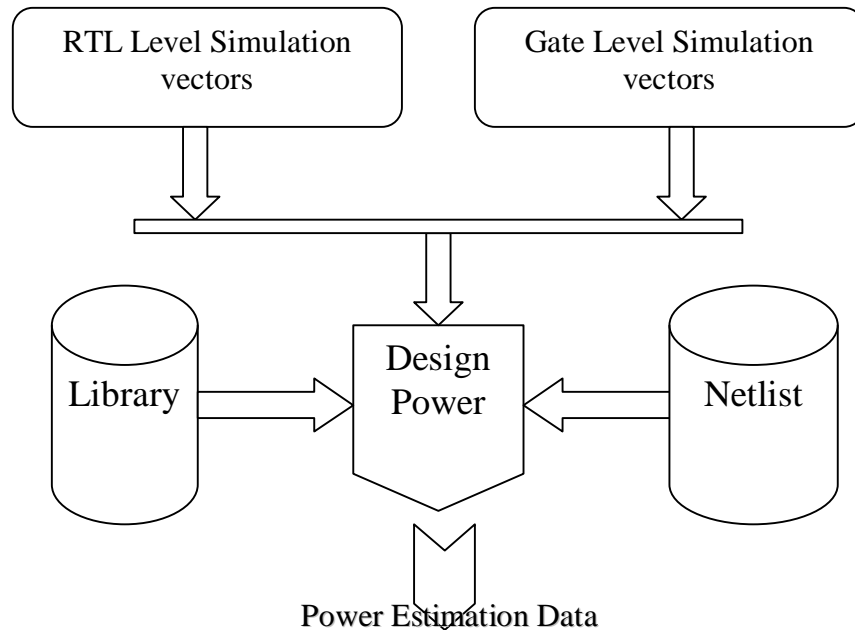 RTL Level Simulation
vectors
Gate Level Simulation
vectors
Library
Design
Power
Netlist
Power Estimation Data